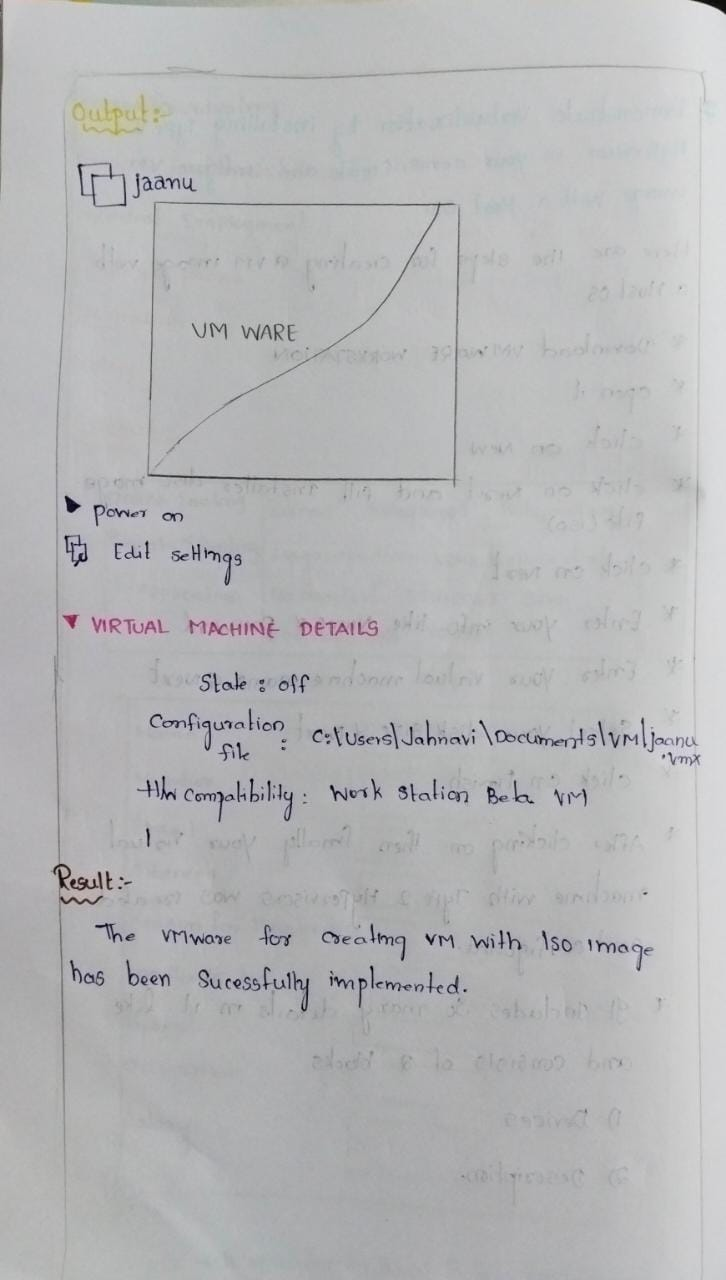 Output:-
jaanu
VM WARE
Power on
Edit settings
VIRTUAL MACHINE DETAILS
State : off
Configuration
file : C:\Users\Jahnavi\Documents\VM\jaanu
.vmx
H/w Compatibility : Work Station Beta VM
Result:-
The VMware for creating VM with Iso image
has been Sucessfully implemented.